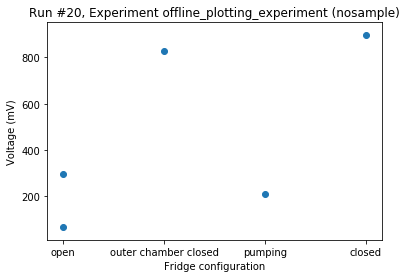 Run #20, Experiment offline_plotting_experiment (nosample)
800
600
400
200
Voltage (mV)
open outer chamber closed pumping closed
Fridge configuration